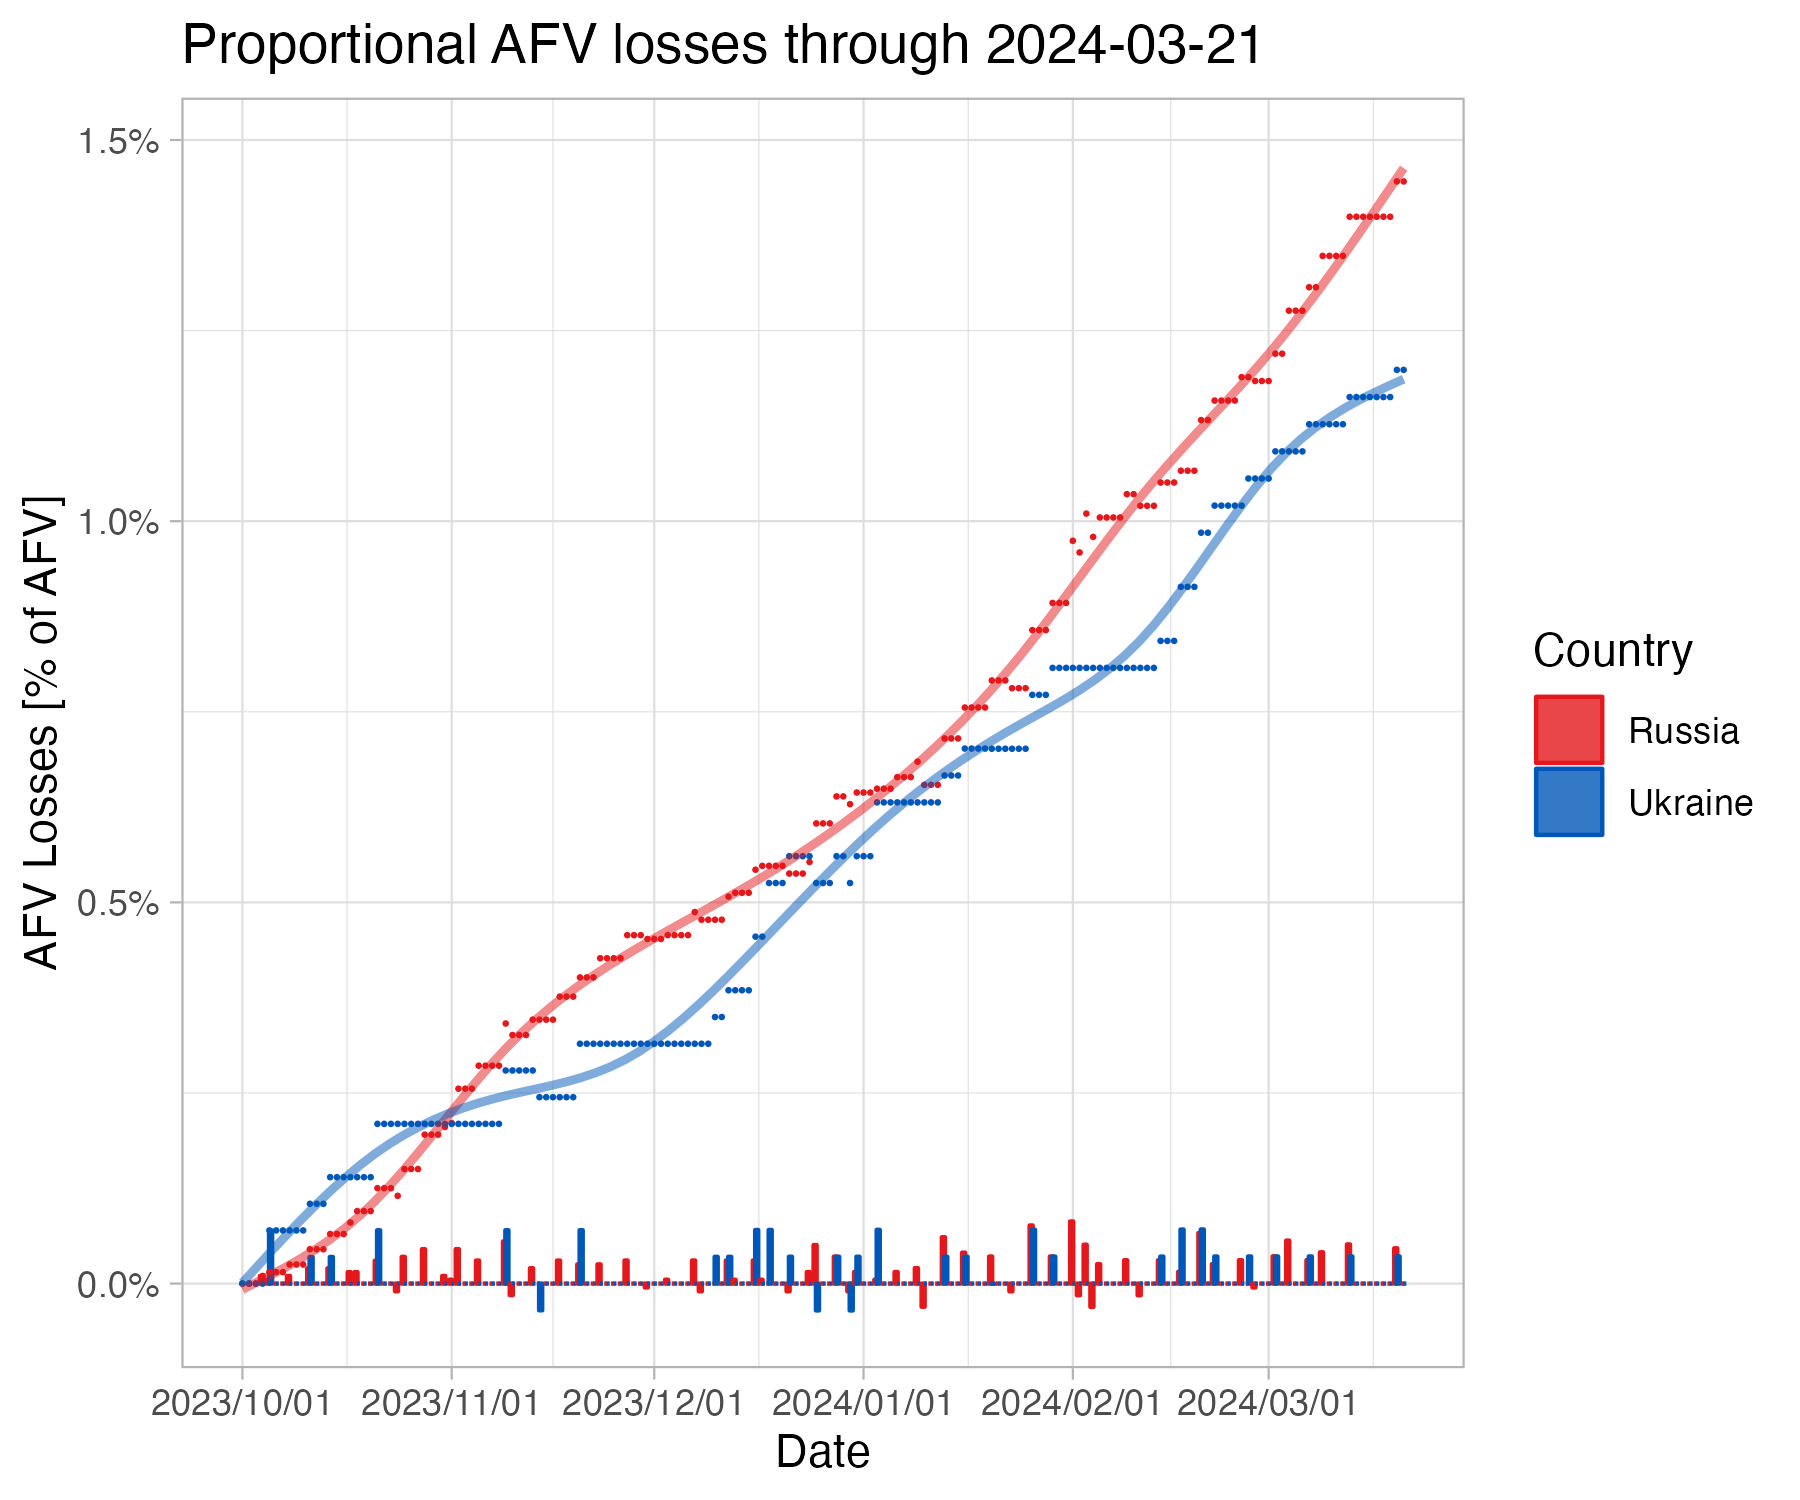 Proportional AFV losses through 2024-03-21
AFV Losses [% of AFV]
1.5%
1.0%
0.5%
0.0%
2023/10/01 2023/11/01 2023/12/01 2024/01/01 2024/02/01 2024/03/01
Date
Country
Russia
Ukraine